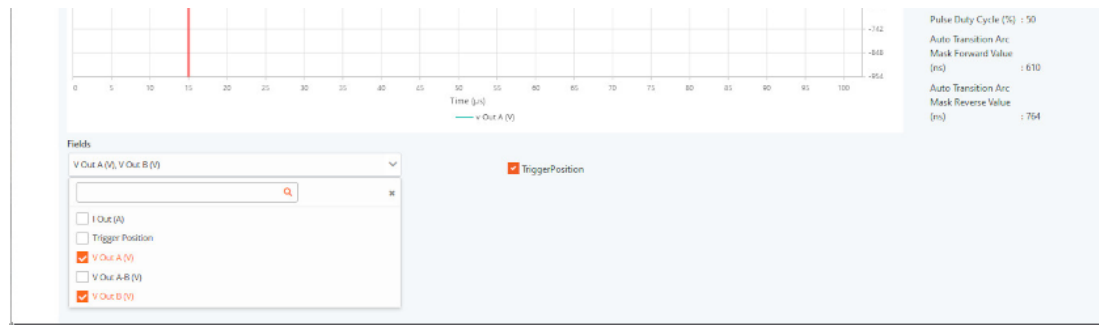 -742
-848
-954
0 5 10 15 20 25 30 35 40 45 50 55 60 65 70 75 80 85 90 95 100
Time (μs)
v Out A (V)
Pulse Duty Cycle (%) : 50
Auto Transition Arc
Mask Forward Value
(ns) : 610
Auto Transition Arc
Mask Reverse Value
(ns) : 764
Fields
V Out A (V), V Out B (V)
TriggerPosition
I Out (A)
Trigger Position
V Out A (V)
V Out A-B (V)
V Out B (V)